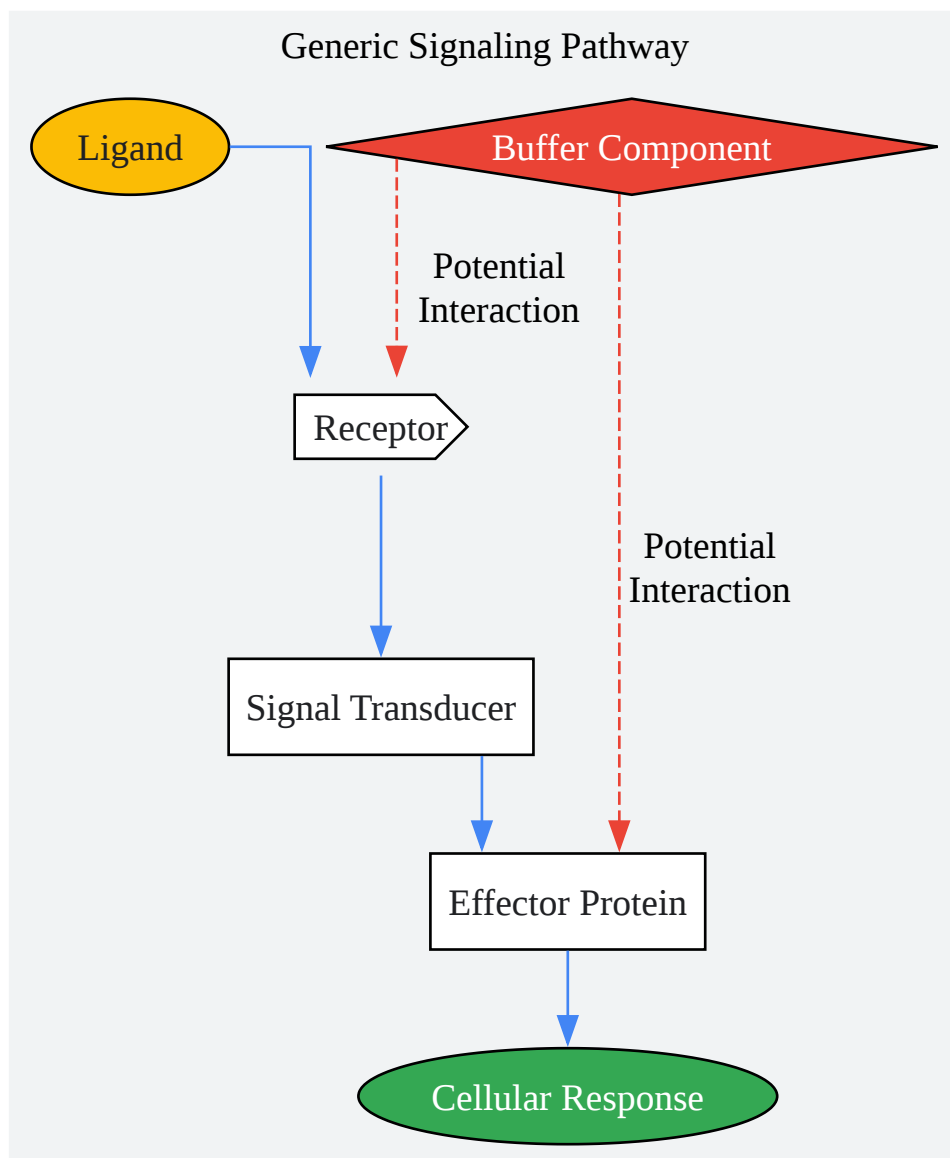 Generic Signaling Pathway
Ligand
Buffer Component
Potential
Interaction
Receptor
Potential
Interaction
Signal Transducer
Effector Protein
Cellular Response